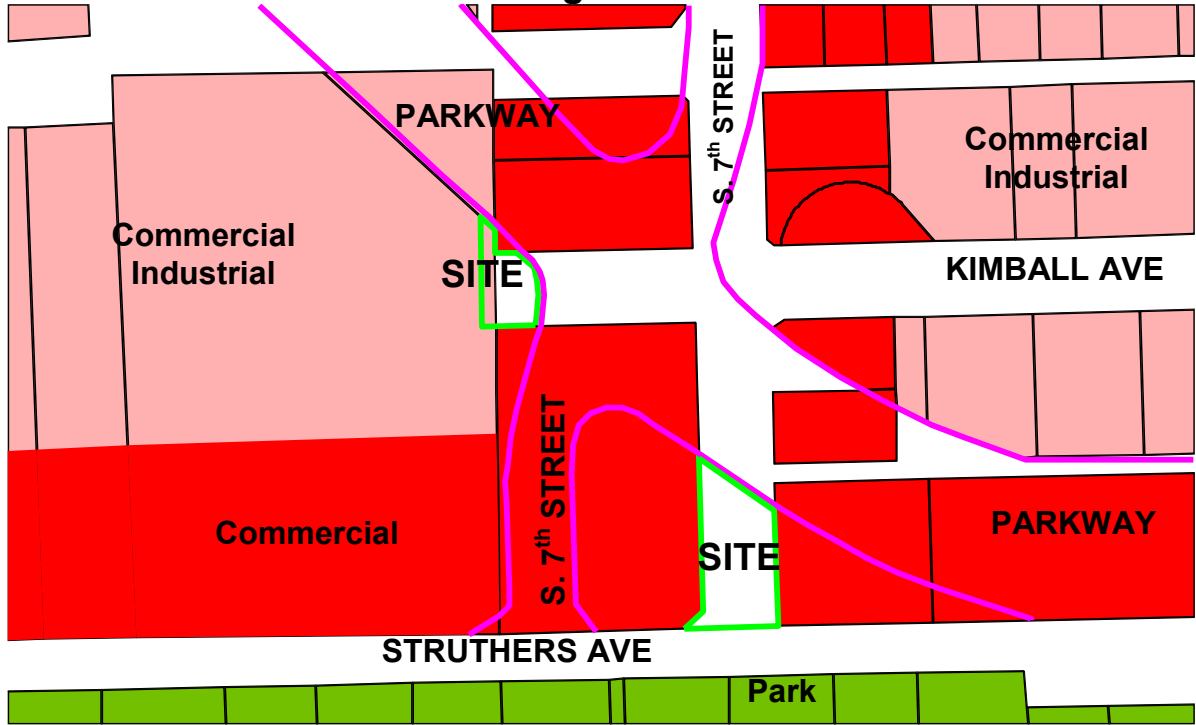 PARKWAY
S. 7th STREET
Commercial
Industrial
Commercial
Industrial
SITE
KIMBALL AVE
S. 7th STREET
Commercial
PARKWAY
SITE
STRUTHERS AVE
Park